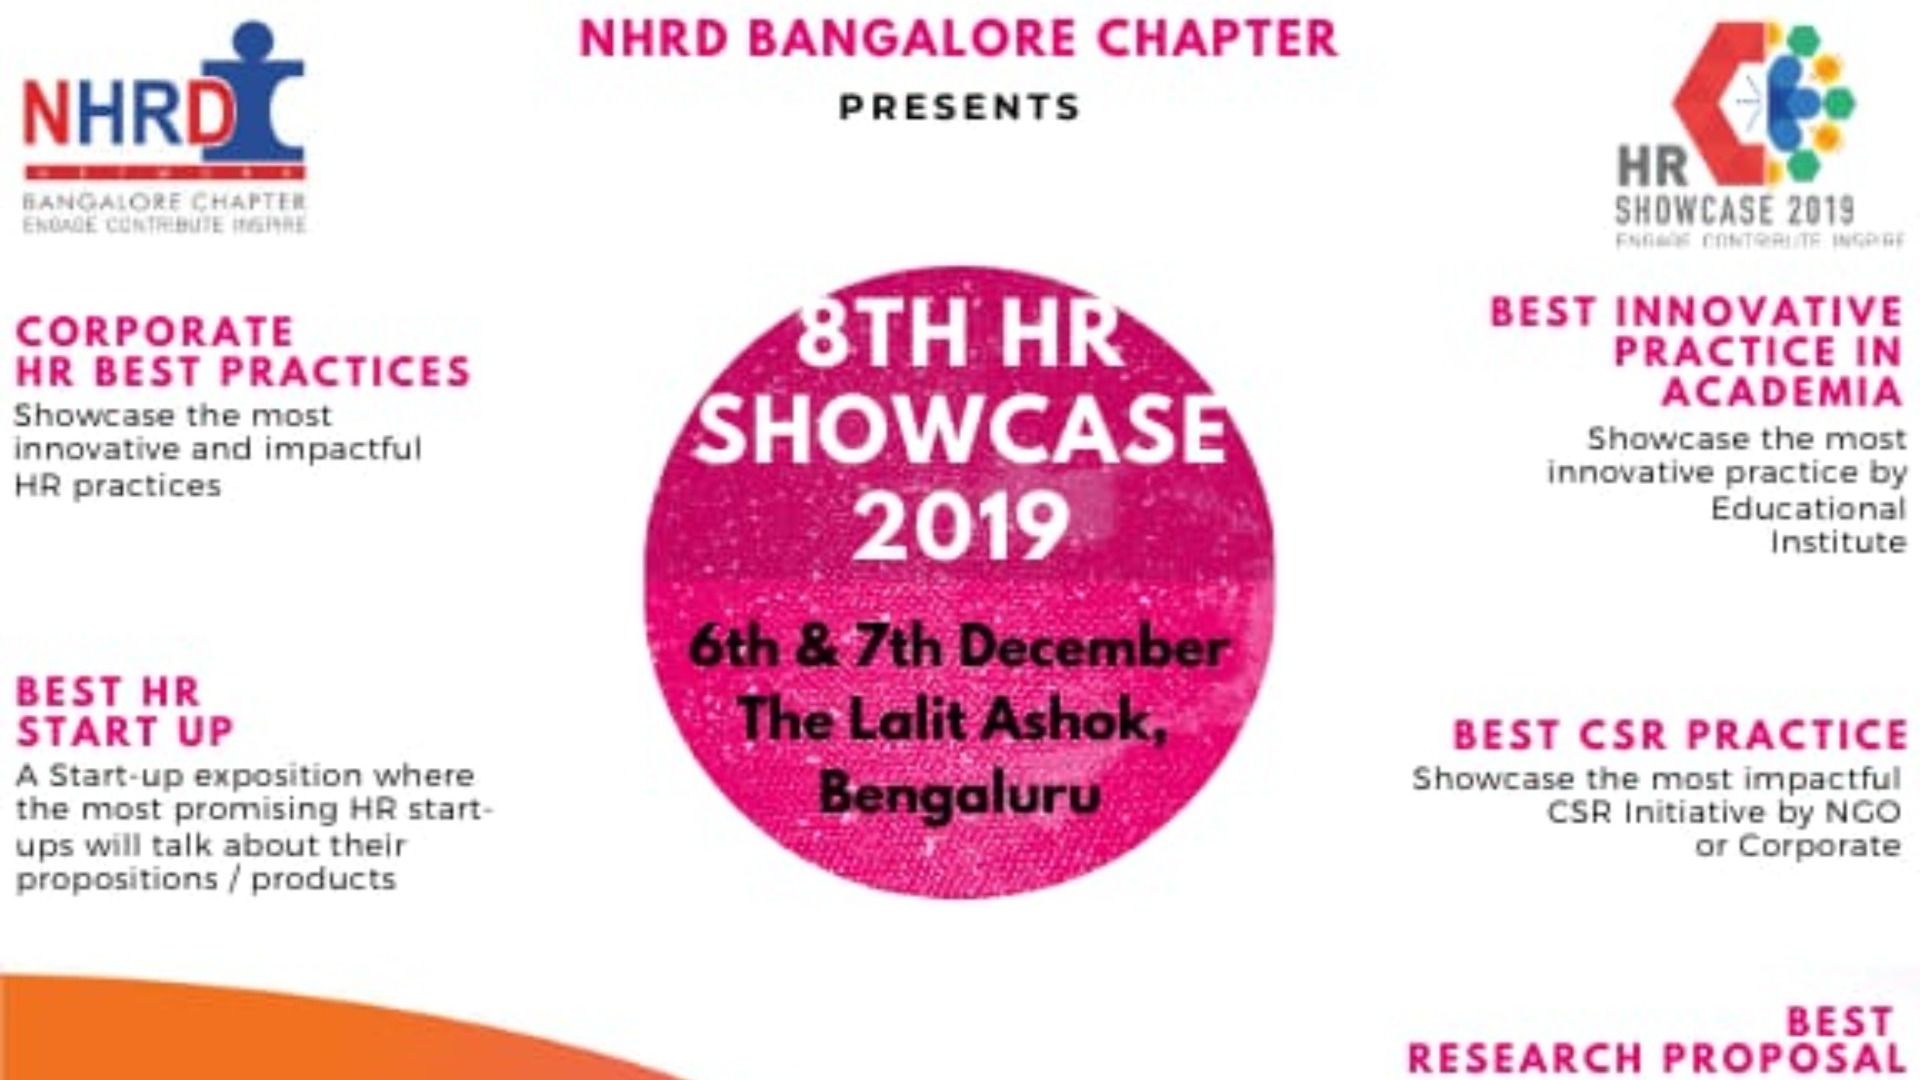 NHRD BANGALORE CHAPTER
PRESENTS
NHRD
NETWORK
BANGALORE CHAPTER
ENGAGE CONTRIBUTE INSPIRE
HR
SHOWCASE 2019
ENGAGE CONTRIBUTE INSPIRE
CORPORATE
HR BEST PRACTICES
Showcase the most
innovative and impactful
HR practices
BEST HR
START UP
A Start-up exposition where
the most promising HR start-
ups will talk about their
propositions / products
8TH HR
SHOWCASE
2019
6th & 7th December
The Lalit Ashok,
Bengaluru
BEST INNOVATIVE
PRACTICE IN
ACADEMIA
Showcase the most
innovative practice by
Educational
Institute
BEST CSR PRACTICE
Showcase the most impactful
CSR Initiative by NGO
or Corporate
BEST
RESEARCH PROPOSAL